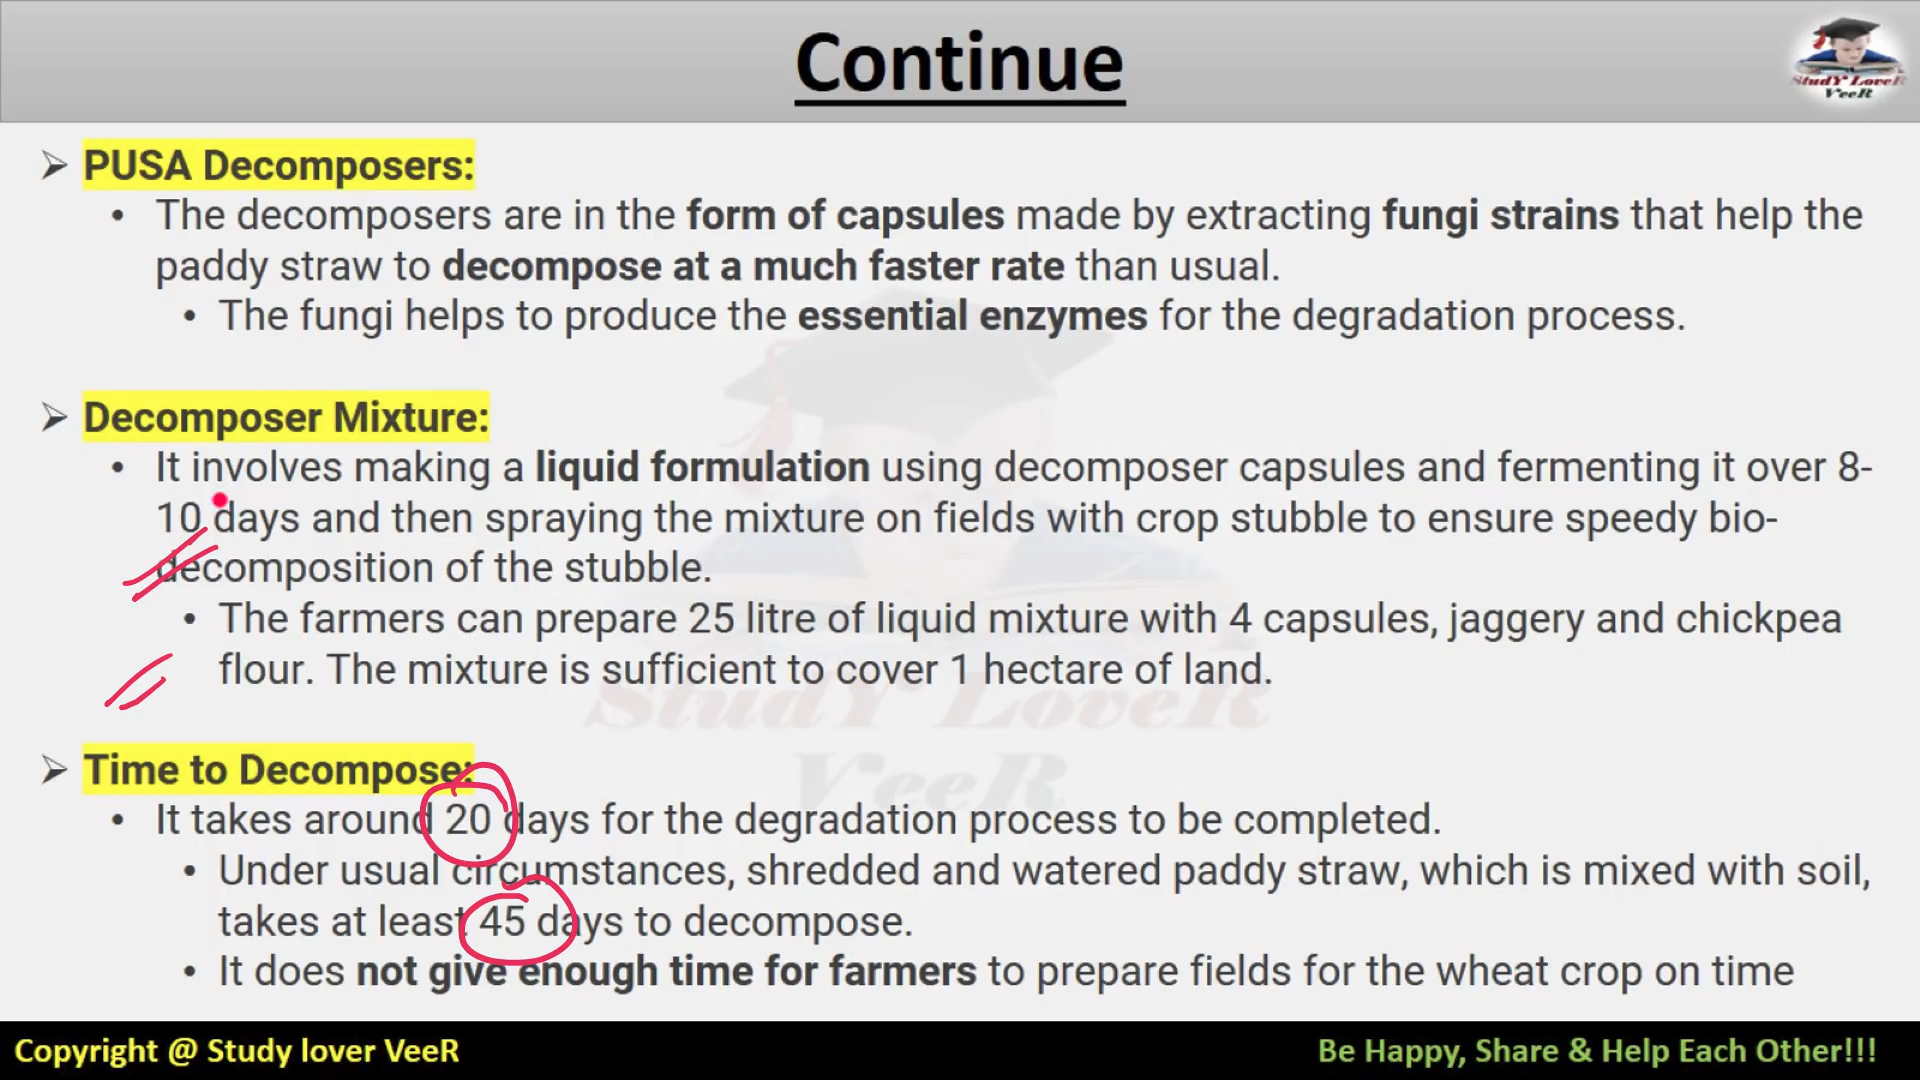 Continue
StudY LoveR
VeeR
➢ PUSA Decomposers:
• The decomposers are in the form of capsules made by extracting fungi strains that help the
paddy straw to decompose at a much faster rate than usual.
• The fungi helps to produce the essential enzymes for the degradation process.
➢ Decomposer Mixture:
• It involves making a liquid formulation using decomposer capsules and fermenting it over 8-
10 days and then spraying the mixture on fields with crop stubble to ensure speedy bio-
decomposition of the stubble.
• The farmers can prepare 25 litre of liquid mixture with 4 capsules, jaggery and chickpea
flour. The mixture is sufficient to cover 1 hectare of land.
StudY LoveR
VeeR
➢ Time to Decompose:
• It takes around 20 days for the degradation process to be completed.
• Under usual circumstances, shredded and watered paddy straw, which is mixed with soil,
takes at least 45 days to decompose.
• It does not give enough time for farmers to prepare fields for the wheat crop on time
Copyright @ Study lover VeeR
Be Happy, Share & Help Each Other!!!